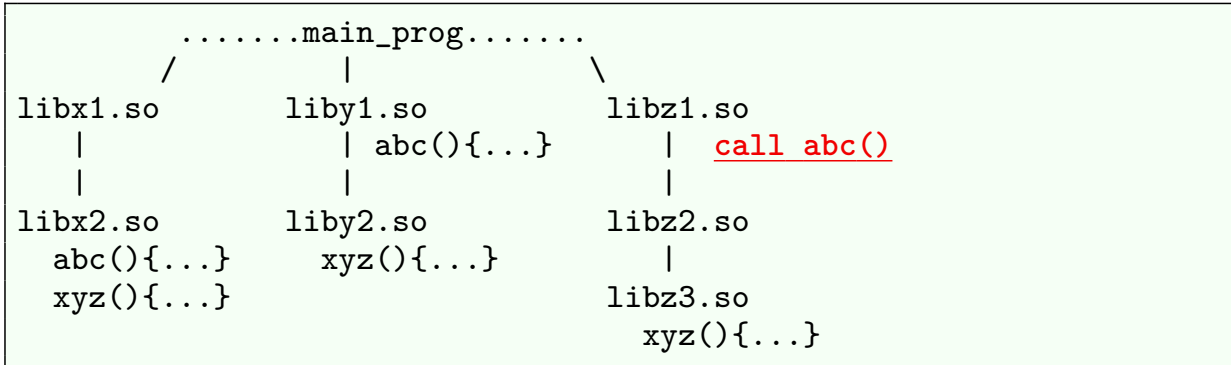 .......main_prog.......
/ | \
libx1.so liby1.so libz1.so
| | abc(){...} | call abc()
| | |
libx2.so liby2.so libz2.so
abc(){...} xyz(){...} |
xyz(){...} libz3.so
xyz(){...}